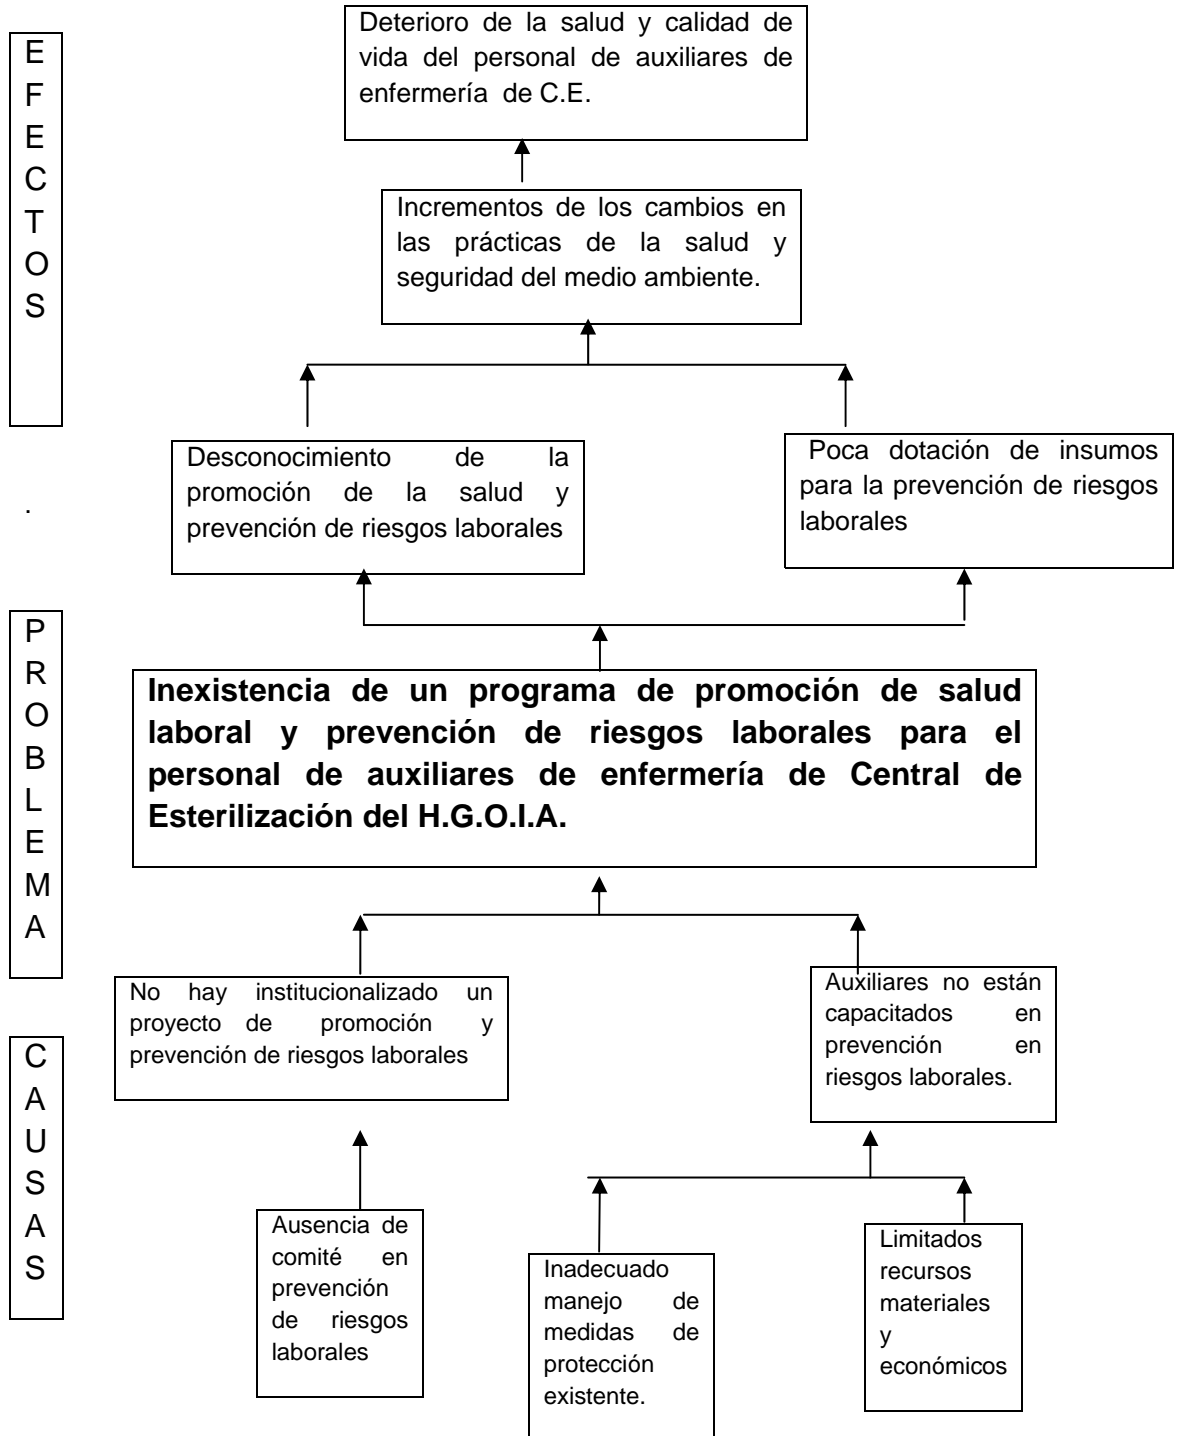 E
F
E
C
T
O
S
Deterioro de la salud y calidad de
vida del personal de auxiliares de
enfermería de C.E.
Incrementos de los cambios en
las prácticas de la salud y
seguridad del medio ambiente.
Desconocimiento de la
promoción de la salud y
prevención de riesgos laborales
Poca dotación de insumos
para la prevención de riesgos
laborales
.
P
R
O
B
L
E
M
A
Inexistencia de un programa de promoción de salud
laboral y prevención de riesgos laborales para el
personal de auxiliares de enfermería de Central de
Esterilización del H.G.O.I.A.
No hay institucionalizado un
proyecto de promoción y
prevención de riesgos laborales
Auxiliares no están
capacitados en
prevención en
riesgos laborales.
C
A
U
S
A
S
Ausencia de
comité en
prevención
de riesgos
laborales
Inadecuado
manejo de
medidas de
protección
existente.
Limitados
recursos
materiales
y
económicos